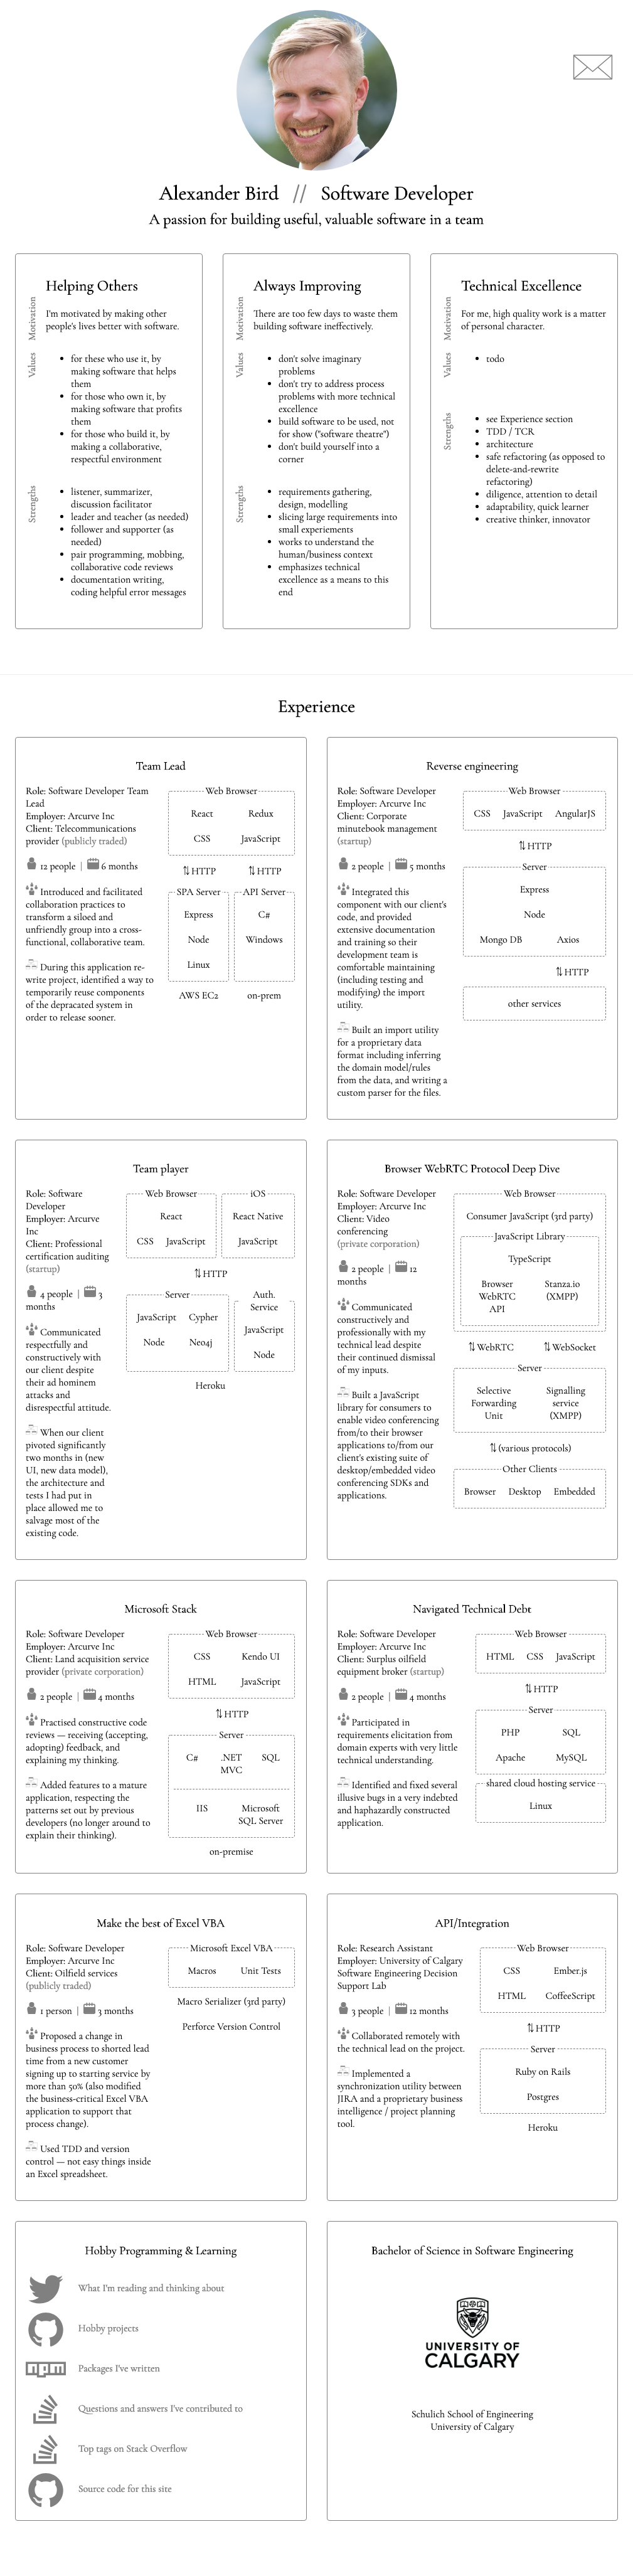 Alexander Bird // Software Developer
A passion for building useful, valuable software in a team
Helping Others
Motivation
I'm motivated by making other
people's lives better with software.
Values
• for these who use it, by
making software that helps
them
• for those who own it, by
making software that profits
them
• for those who build it, by
making a collaborative,
respectful environment
Strengths
• listener, summarizer,
discussion facilitator
• leader and teacher (as needed)
• follower and supporter (as
needed)
• pair programming, mobbing,
collaborative code reviews
• documentation writing,
coding helpful error messages
Always Improving
Motivation
There are too few days to waste them
building software ineffectively.
Values
• don't solve imaginary
problems
• don't try to address process
problems with more technical
excellence
• build software to be used, not
for show ("software theatre")
• don't build yourself into a
corner
Strengths
• requirements gathering,
design, modelling
• slicing large requirements into
small experiements
• works to understand the
human/business context
• emphasizes technical
excellence as a means to this
end
Technical Excellence
Motivation
For me, high quality work is a matter
of personal character.
Values
• todo
Strengths
• see Experience section
• TDD / TCR
• architecture
• safe refactoring (as opposed to
delete-and-rewrite
refactoring)
• diligence, attention to detail
• adaptability, quick learner
• creative thinker, innovator
Experience
Team Lead
Role: Software Developer Team
Lead
Employer: Arcurve Inc
Client: Telecommunications
provider (publicly traded)
12 people | 6 months
Introduced and facilitated
collaboration practices to
transform a siloed and
unfriendly group into a cross-
functional, collaborative team.
During this application re-
write project, identified a way to
temporarily reuse components
of the depracated system in
order to release sooner.
Web Browser
React Redux
CSS JavaScript
⇅ HTTP ⇅ HTTP
SPA Server API Server
Express C#
Node Windows
Linux
AWS EC2 on-prem
Reverse engineering
Role: Software Developer
Employer: Arcurve Inc
Client: Corporate
minutebook management
(startup)
2 people | 5 months
Integrated this
component with our client's
code, and provided
extensive documentation
and training so their
development team is
comfortable maintaining
(including testing and
modifying) the import
utility.
Built an import utility
for a proprietary data
format including inferring
the domain model/rules
from the data, and writing a
custom parser for the files.
Web Browser
CSS JavaScript AngularJS
⇅ HTTP
Server
Express
Node
Mongo DB Axios
⇅ HTTP
other services
Team player
Role: Software
Developer
Employer: Arcurve
Inc
Client: Professional
certification auditing
(startup)
4 people | 3
months
Communicated
respectfully and
constructively with
our client despite
their ad hominem
attacks and
disrespectful attitude.
When our client
pivoted significantly
two months in (new
UI, new data model),
the architecture and
tests I had put in
place allowed me to
salvage most of the
existing code.
Web Browser iOS
React React Native
CSS JavaScript JavaScript
⇅ HTTP
Server Auth.
Service
JavaScript Cypher JavaScript
Node Neo4j Node
Heroku
Browser WebRTC Protocol Deep Dive
Role: Software Developer
Employer: Arcurve Inc
Client: Video
conferencing
(private corporation)
2 people | 12
months
Communicated
constructively and
professionally with my
technical lead despite
their continued dismissal
of my inputs.
Built a JavaScript
library for consumers to
enable video conferencing
from/to their browser
applications to/from our
client's existing suite of
desktop/embedded video
conferencing SDKs and
applications.
Web Browser
Consumer JavaScript (3rd party)
JavaScript Library
TypeScript
Browser
WebRTC
API
Stanza.io
(XMPP)
⇅ WebRTC ⇅ WebSocket
Server
Selective
Forwarding
Unit
Signalling
service
(XMPP)
⇅ (various protocols)
Other Clients
Browser Desktop Embedded
Microsoft Stack
Role: Software Developer
Employer: Arcurve Inc
Client: Land acquisition service
provider (private corporation)
2 people | 4 months
Practised constructive code
reviews — receiving (accepting,
adopting) feedback, and
explaining my thinking.
Added features to a mature
application, respecting the
patterns set out by previous
developers (no longer around to
explain their thinking).
Web Browser
CSS Kendo UI
HTML JavaScript
⇅ HTTP
Server
C# .NET
MVC SQL
IIS Microsoft
SQL Server
on-premise
Navigated Technical Debt
Role: Software Developer
Employer: Arcurve Inc
Client: Surplus oilfield
equipment broker (startup)
2 people | 4 months
Participated in
requirements elicitation from
domain experts with very little
technical understanding.
Identified and fixed several
illusive bugs in a very indebted
and haphazardly constructed
application.
Web Browser
HTML CSS JavaScript
⇅ HTTP
Server
PHP SQL
Apache MySQL
shared cloud hosting service
Linux
Make the best of Excel VBA
Role: Software Developer
Employer: Arcurve Inc
Client: Oilfield services
(publicly traded)
1 person | 3 months
Proposed a change in
business process to shorted lead
time from a new customer
signing up to starting service by
more than 50% (also modified
the business-critical Excel VBA
application to support that
process change).
Used TDD and version
control — not easy things inside
an Excel spreadsheet.
Microsoft Excel VBA
Macros Unit Tests
Macro Serializer (3rd party)
Perforce Version Control
API/Integration
Role: Research Assistant
Employer: University of Calgary
Software Engineering Decision
Support Lab
3 people | 12 months
Collaborated remotely with
the technical lead on the project.
Implemented a
synchronization utility between
JIRA and a proprietary business
intelligence / project planning
tool.
Web Browser
CSS Ember.js
HTML CoffeeScript
⇅ HTTP
Server
Ruby on Rails
Postgres
Heroku
Hobby Programming & Learning
What I'm reading and thinking about
Hobby projects
npm Packages I've written
Questions and answers I've contributed to
Top tags on Stack Overflow
Source code for this site
Bachelor of Science in Software Engineering
UNIVERSITY OF
CALGARY
Schulich School of Engineering
University of Calgary